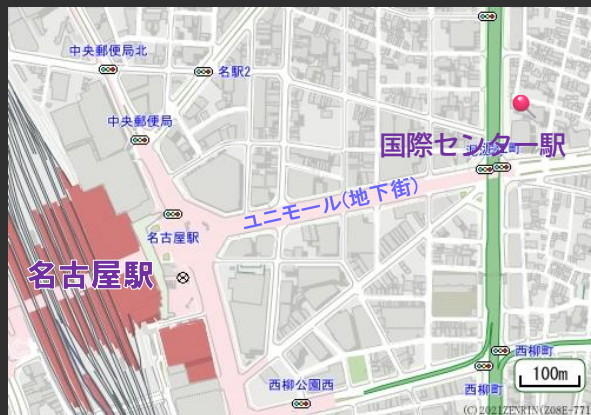 中央郵便局北
名駅2
中央郵便局
国際センター駅
ユニモール(地下街)
名古屋駅
名古屋駅
西柳町
西柳公園西
西柳町
100m
(C)2021ZENRIN(Z08E-771